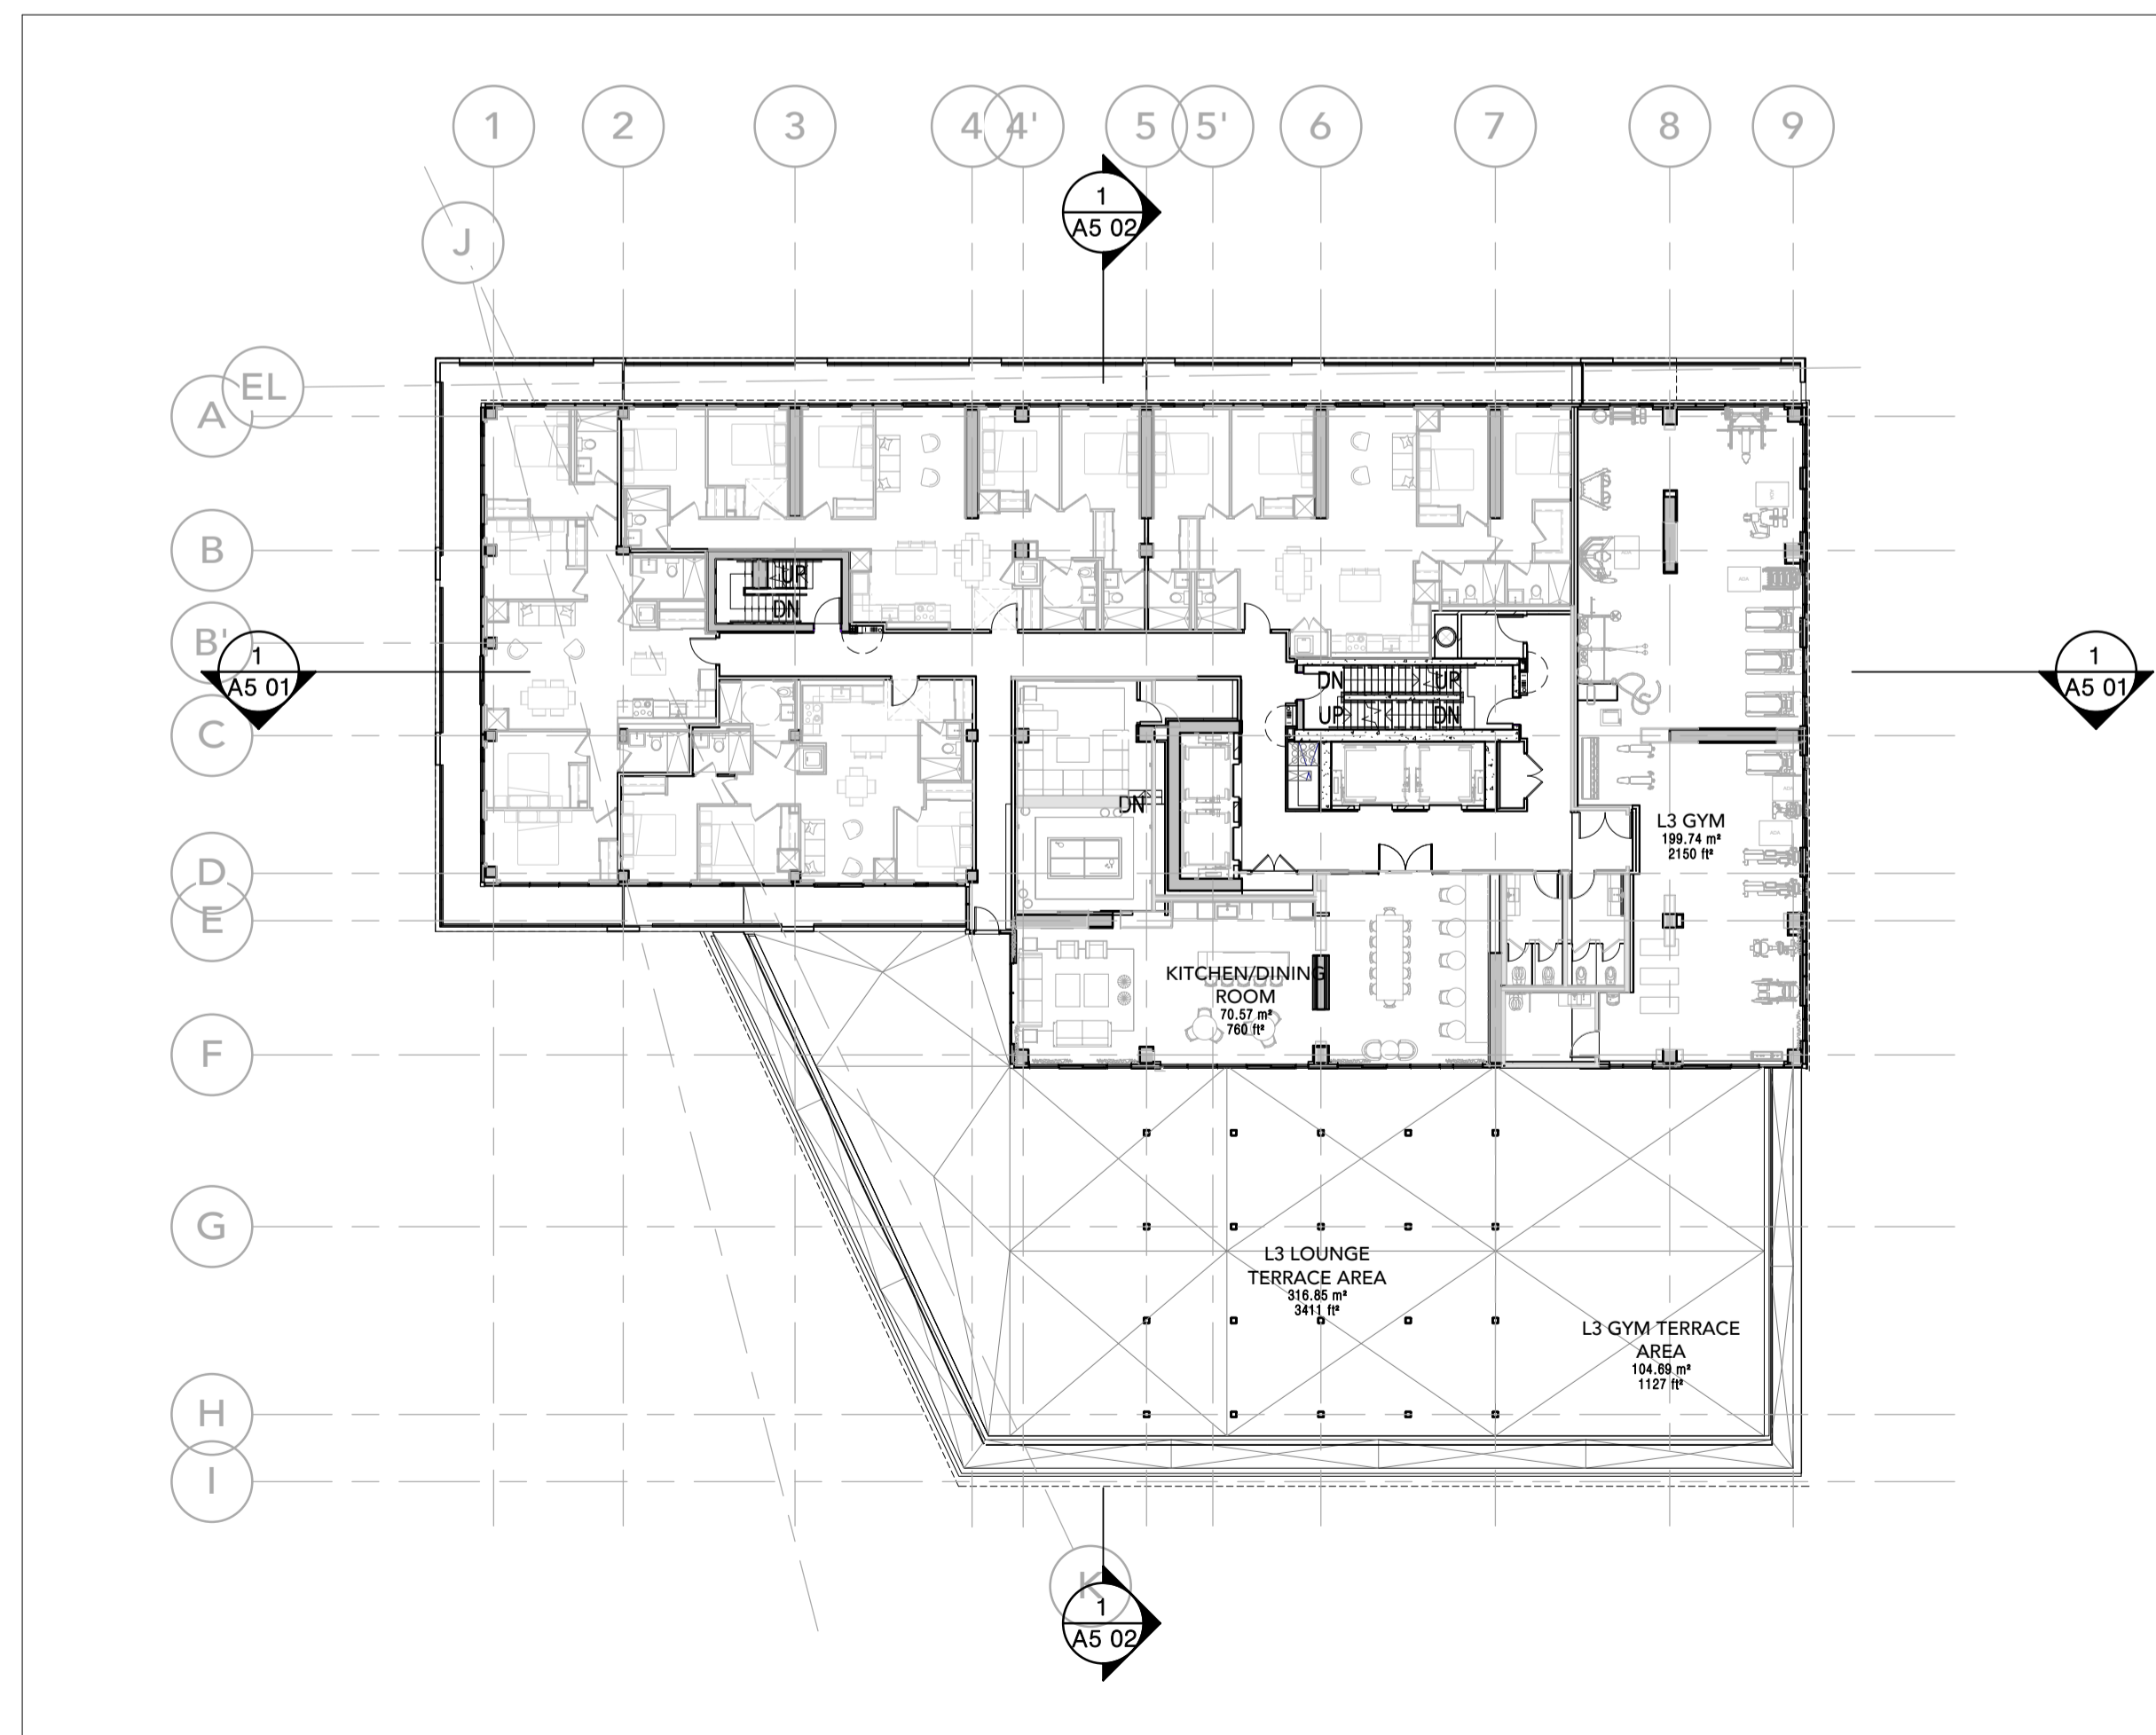 1 2 3 4 4' 5 5' 6 7 8 9
1
A5 02
J
EL
A
B
UP
DN
B'
1
A5 01
1
A5 01
DN UP
UP DN
C
DN
L3 GYM
199.74 m²
2150 ft²
D
E
KITCHEN/DINING
ROOM
70.57 m²
760 ft²
F
G
L3 LOUNGE
TERRACE AREA
316.85 m²
3411 ft²
L3 GYM TERRACE
AREA
104.69 m²
1127 ft²
H
I
K
1
A5 02